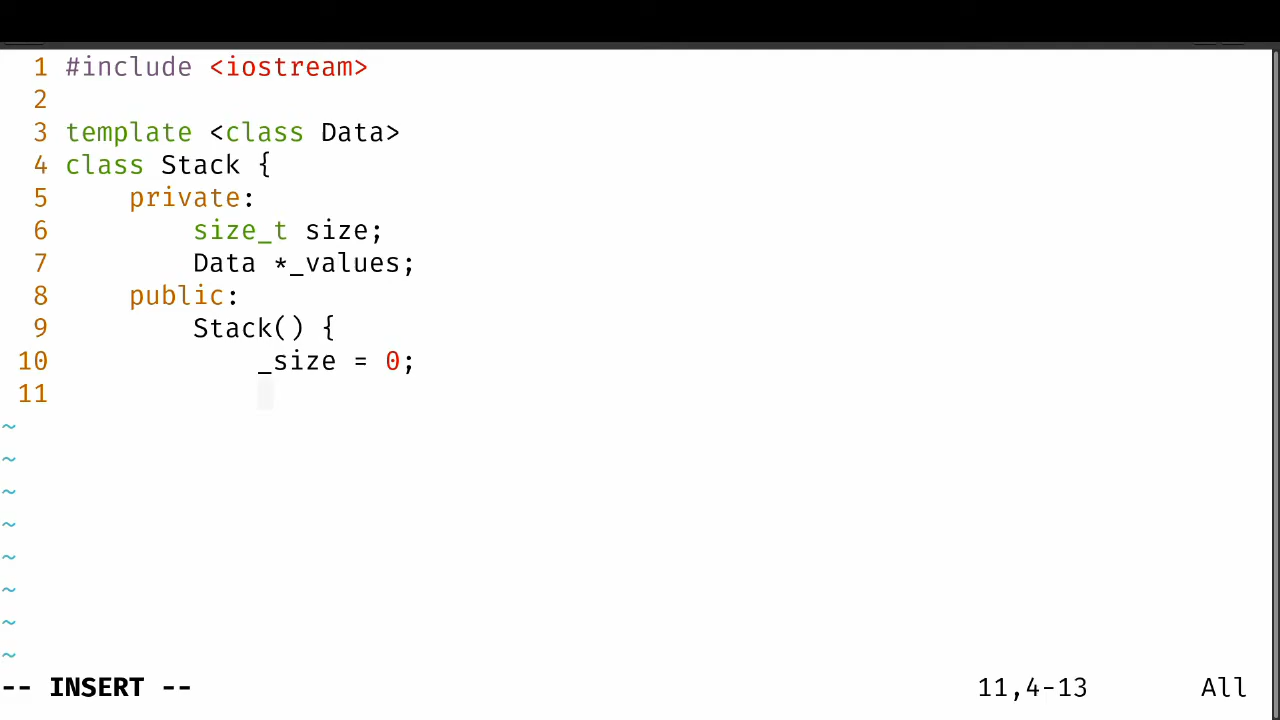 1 #include <iostream>
2
3 template <class Data>
4 class Stack {
5     private:
6         size_t size;
7         Data *_values;
8     public:
9         Stack() {
10             _size = 0;
11
~
~
~
~
~
~
~
~
-- INSERT -- 11,4-13 All